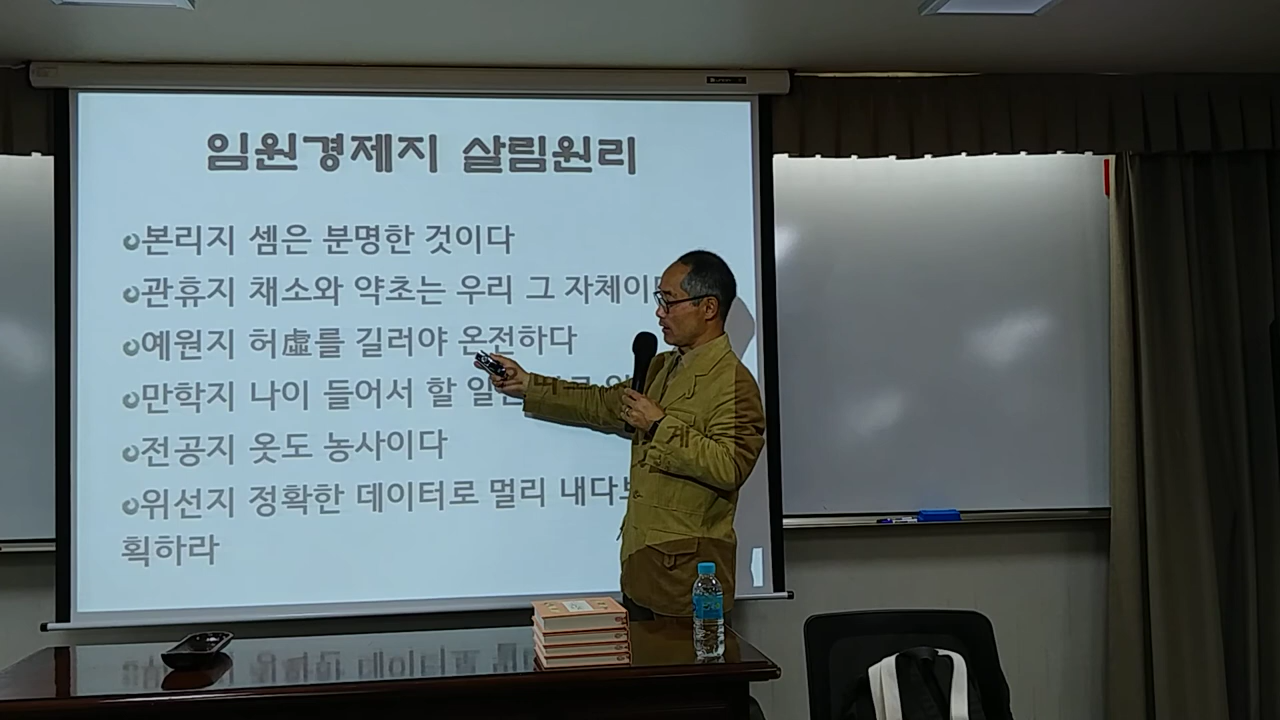 임원경제지 살림원리
본리지 셈은 분명한 것이다
관휴지 채소와 약초는 우리 그 자체이다
예원지 허虛를 길러야 온전하다
만학지 나이 들어서 할 일은
게
전공지 옷도 농사이다
위선지 정확한 데이터로 멀리
획하라